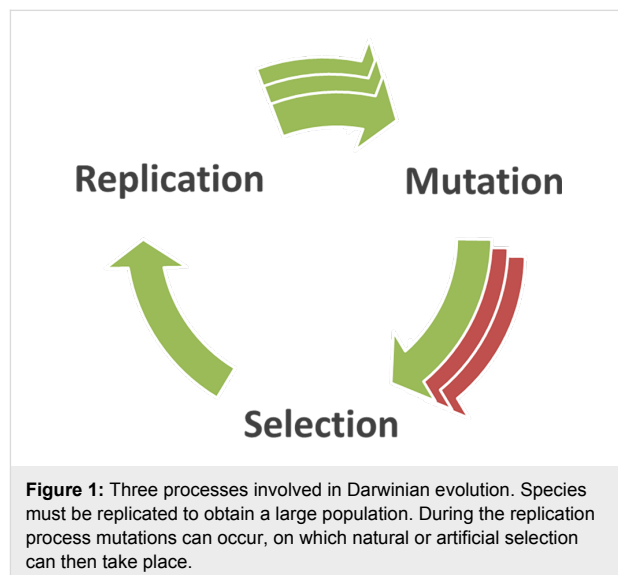 Replication
Mutation
Selection
Figure 1: Three processes involved in Darwinian evolution. Species
must be replicated to obtain a large population. During the replication
process mutations can occur, on which natural or artificial selection
can then take place.